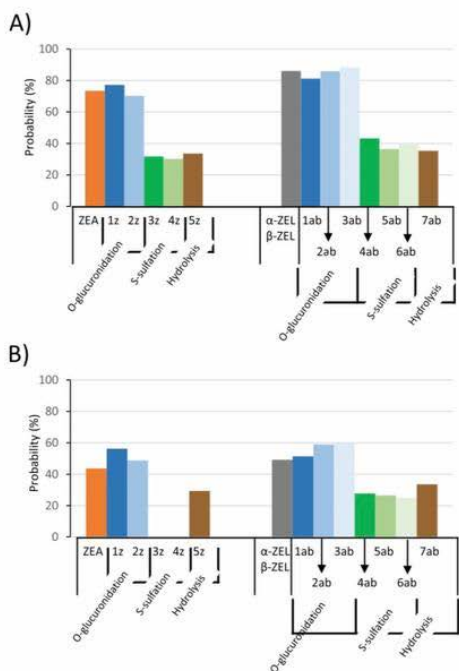 A)
Probability (%)
100
80
60
40
20
0
ZEA 1z 2z 3z 4z 5z
O-glucuronidation
S-sulfation
Hydrolysis
α-ZEL 1ab 3ab 5ab 7ab
β-ZEL
2ab 4ab 6ab
O-glucuronidation
S-sulfation
Hydrolysis
B)
Probability (%)
100
80
60
40
20
0
ZEA 1z 2z 3z 4z 5z
O-glucuronidation
S-sulfation
Hydrolysis
α-ZEL 1ab 3ab 5ab 7ab
β-ZEL
2ab 4ab 6ab
O-glucuronidation
S-sulfation
Hydrolysis